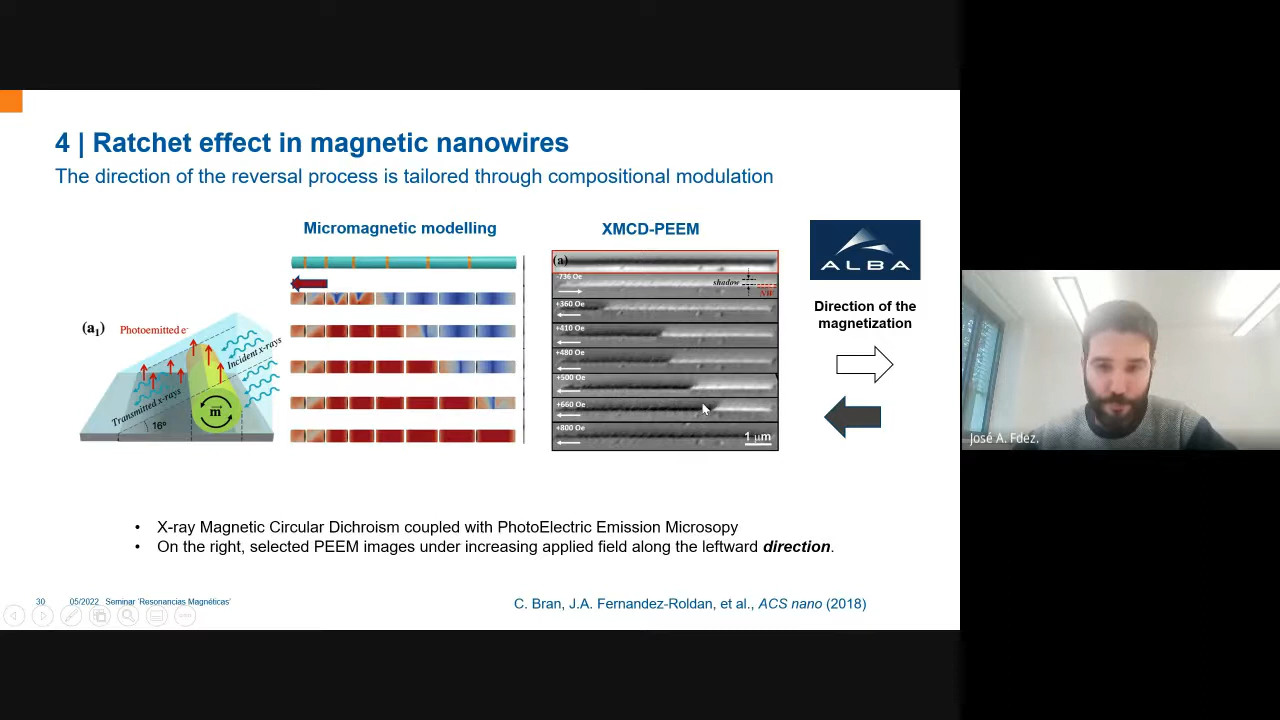 4 | Ratchet effect in magnetic nanowires
The direction of the reversal process is tailored through compositional modulation
Micromagnetic modelling
XMCD-PEEM
ALBA
(a)
-736 Oe
shadow
NW
+360 Oe
+410 Oe
+480 Oe
+500 Oe
+660 Oe
+800 Oe
1 µm
Direction of the
magnetization
(a₁)
Photoemitted e⁻
Incident x-rays
Transmitted x-rays
16°
m
• X-ray Magnetic Circular Dichroism coupled with PhotoElectric Emission Microsopy
• On the right, selected PEEM images under increasing applied field along the leftward direction.
30 05/2022 Seminar 'Resonancias Magnéticas'
C. Bran, J.A. Fernandez-Roldan, et al., ACS nano (2018)
José A. Fdez.